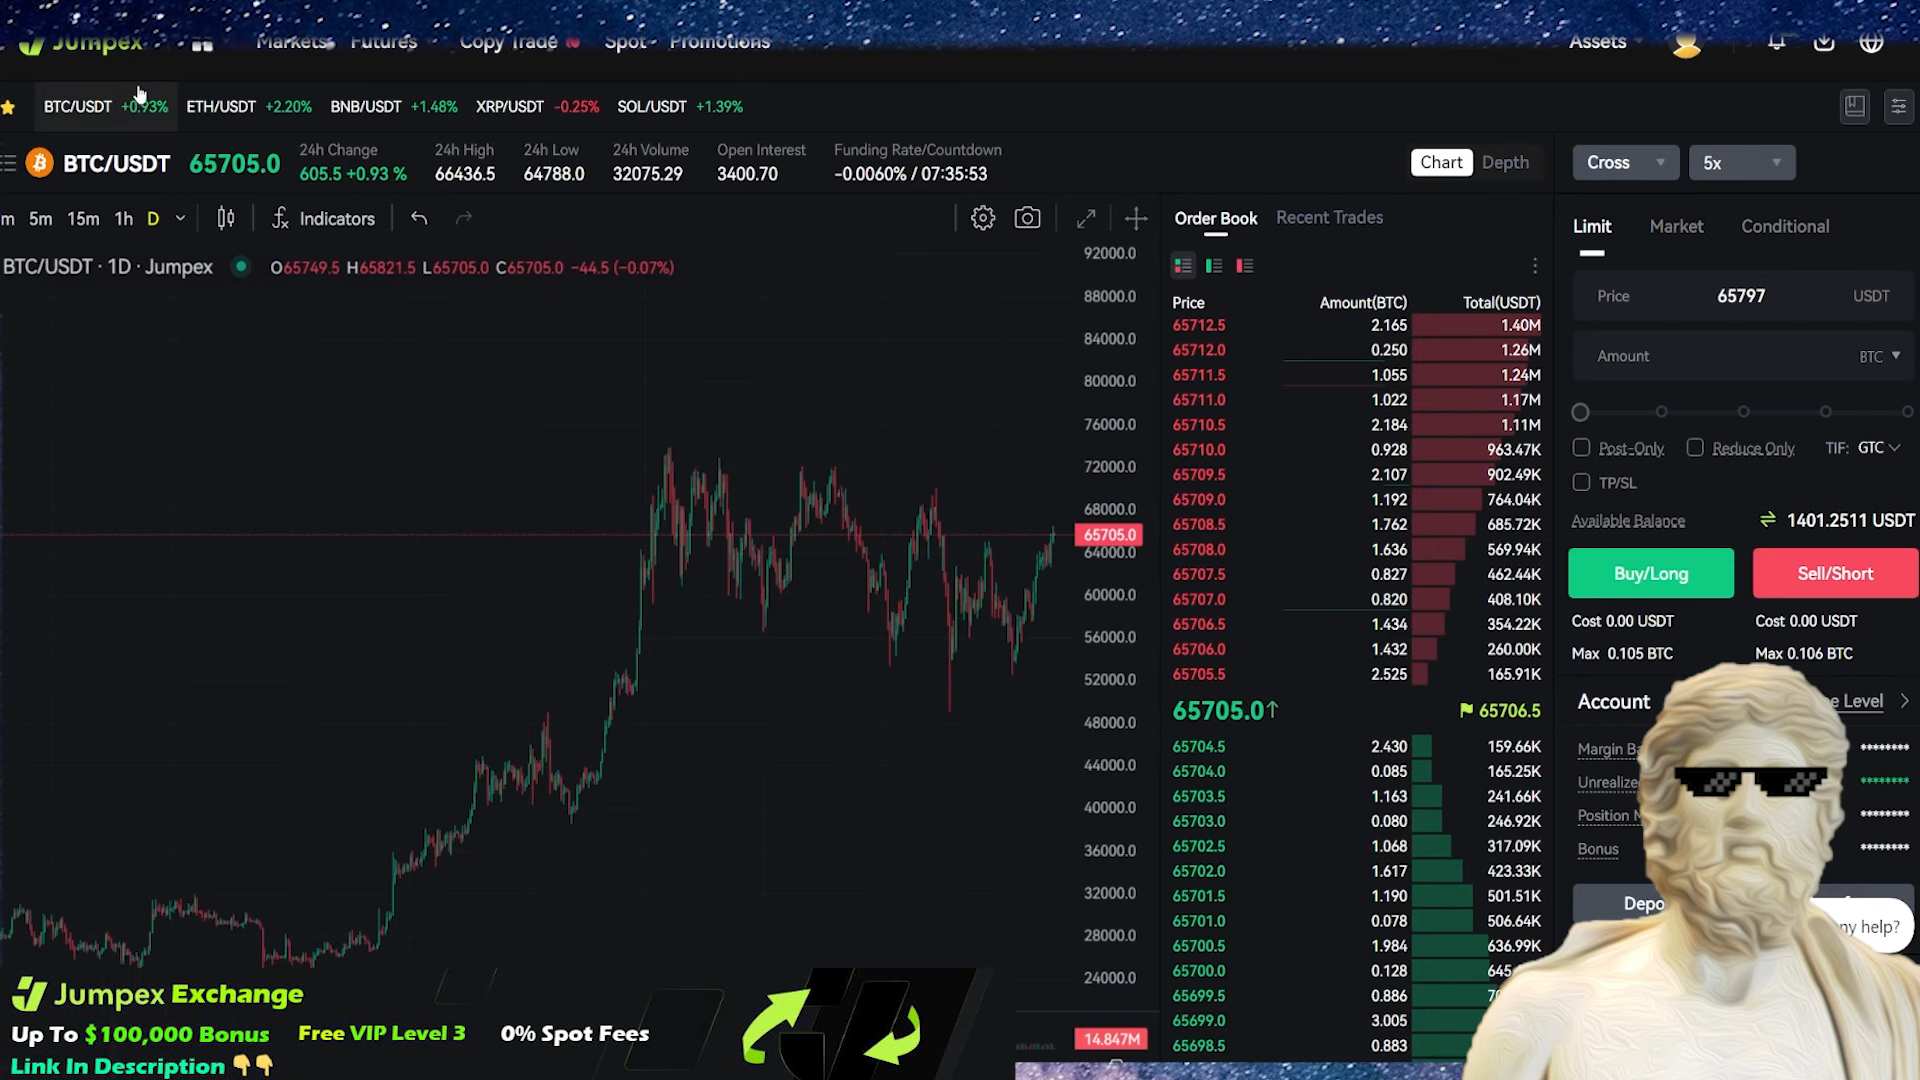 Jumpex Markets Futures Copy Trade Spot Promotions Assets
BTC/USDT +0.93% ETH/USDT +2.20% BNB/USDT +1.48% XRP/USDT -0.25% SOL/USDT +1.39%
BTC/USDT 65705.0
24h Change 24h High 24h Low 24h Volume Open Interest Funding Rate/Countdown
605.5 +0.93 % 66436.5 64788.0 32075.29 3400.70 -0.0060% / 07:35:53
Chart Depth
Cross 5x
m 5m 15m 1h D Indicators
BTC/USDT · 1D · Jumpex O65749.5 H65821.5 L65705.0 C65705.0 −44.5 (−0.07%)
92000.0
88000.0
84000.0
80000.0
76000.0
72000.0
68000.0
65705.0
64000.0
60000.0
56000.0
52000.0
48000.0
44000.0
40000.0
36000.0
32000.0
28000.0
24000.0
14.847M
Order Book Recent Trades
Price Amount(BTC) Total(USDT)
65712.5 2.165 1.40M
65712.0 0.250 1.26M
65711.5 1.055 1.24M
65711.0 1.022 1.17M
65710.5 2.184 1.11M
65710.0 0.928 963.47K
65709.5 2.107 902.49K
65709.0 1.192 764.04K
65708.5 1.762 685.72K
65708.0 1.636 569.94K
65707.5 0.827 462.44K
65707.0 0.820 408.10K
65706.5 1.434 354.22K
65706.0 1.432 260.00K
65705.5 2.525 165.91K
65705.0↑ 65706.5
65704.5 2.430 159.66K
65704.0 0.085 165.25K
65703.5 1.163 241.66K
65703.0 0.080 246.92K
65702.5 1.068 317.09K
65702.0 1.617 423.33K
65701.5 1.190 501.51K
65701.0 0.078 506.64K
65700.5 1.984 636.99K
65700.0 0.128 645
65699.5 0.886
65699.0 3.005
65698.5 0.883
Limit Market Conditional
Price 65797 USDT
Amount BTC
Post-Only Reduce Only TIF: GTC
TP/SL
Available Balance 1401.2511 USDT
Buy/Long Sell/Short
Cost 0.00 USDT Cost 0.00 USDT
Max 0.105 BTC Max 0.106 BTC
Account Level
Margin ********
********
Position ********
Bonus ********
help?
Jumpex Exchange
Up To $100,000 Bonus Free VIP Level 3 0% Spot Fees
Link In Description 👇👇